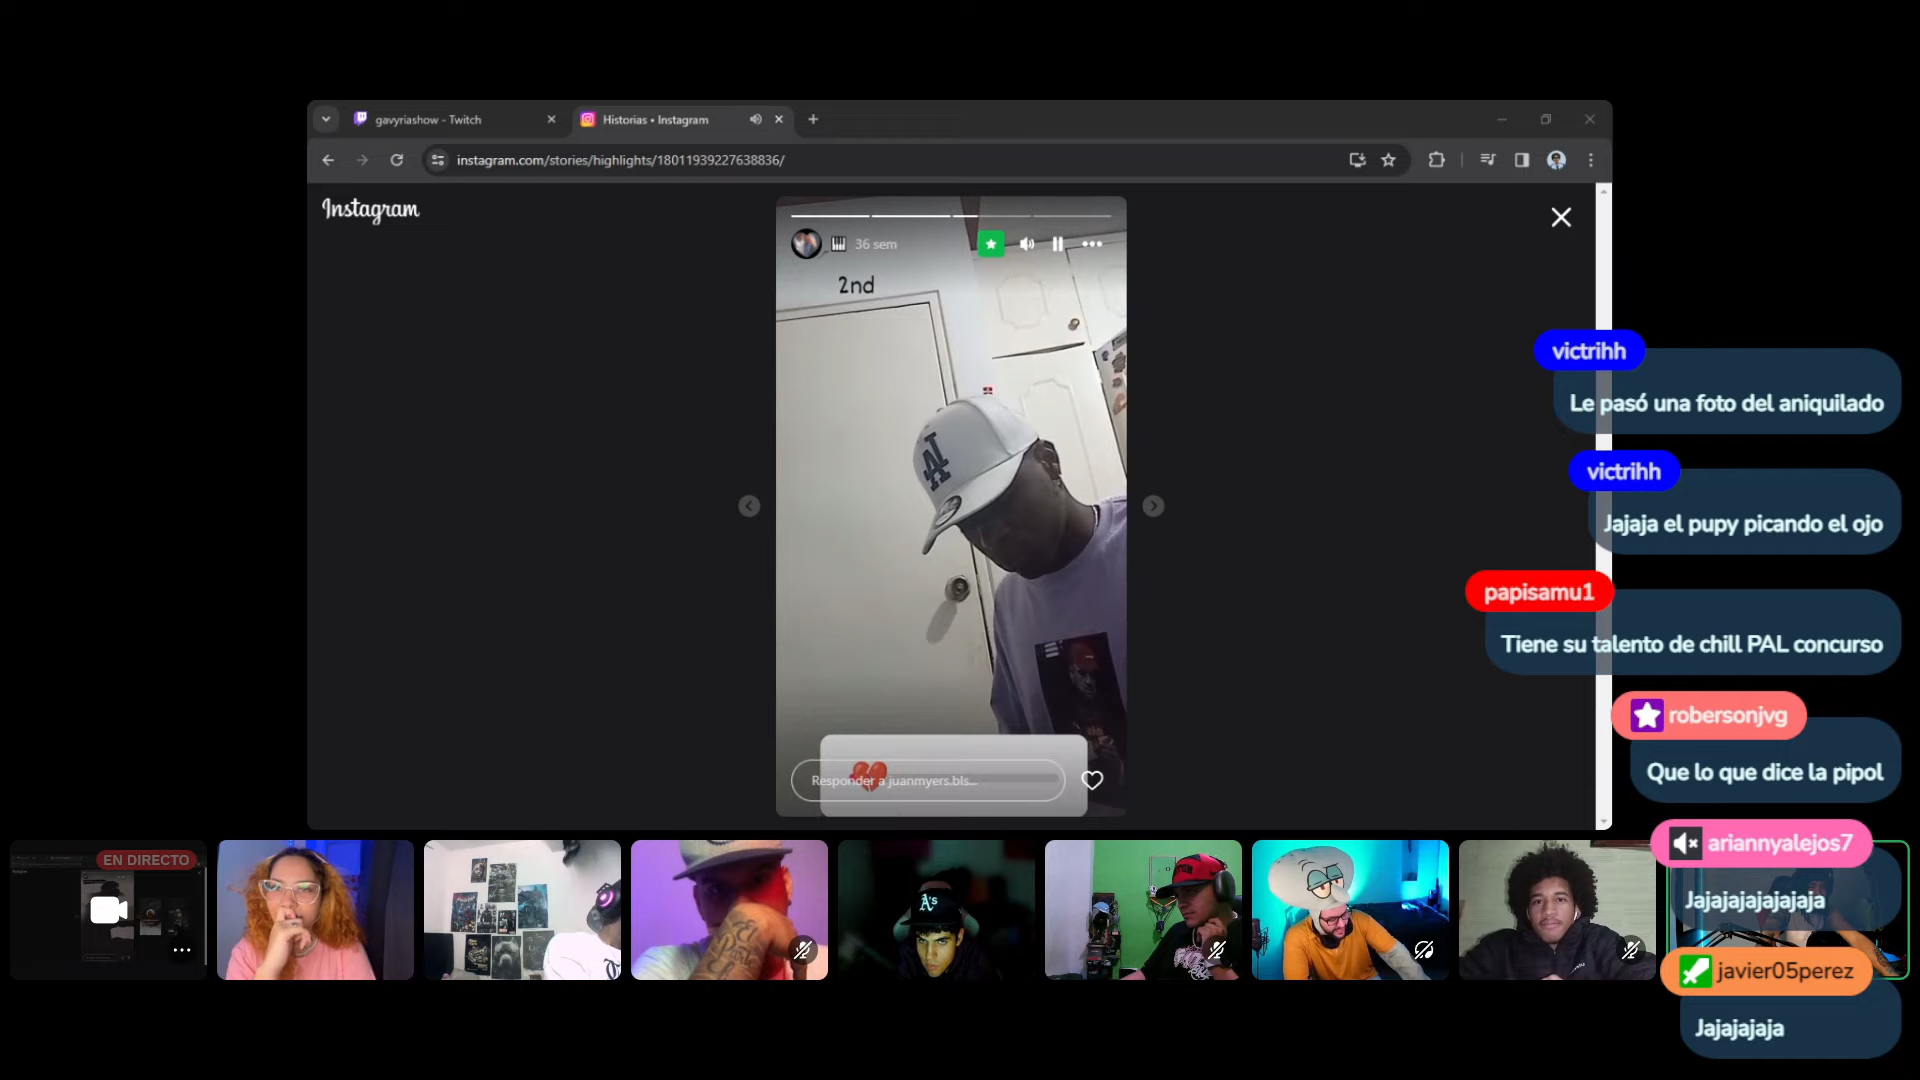 gavyriashow - Twitch
Historias • Instagram
instagram.com/stories/highlights/18011939227638836/
Instagram
36 sem
2nd
LA
Responder a juanmyers.bls...
victrihh
Le pasó una foto del aniquilado
victrihh
Jajaja el pupy picando el ojo
papisamu1
Tiene su talento de chill PAL concurso
robersonjvg
Que lo que dice la pipol
ariannyalejos7
Jajajajajajaja
javier05perez
Jajajajaja
EN DIRECTO
A's